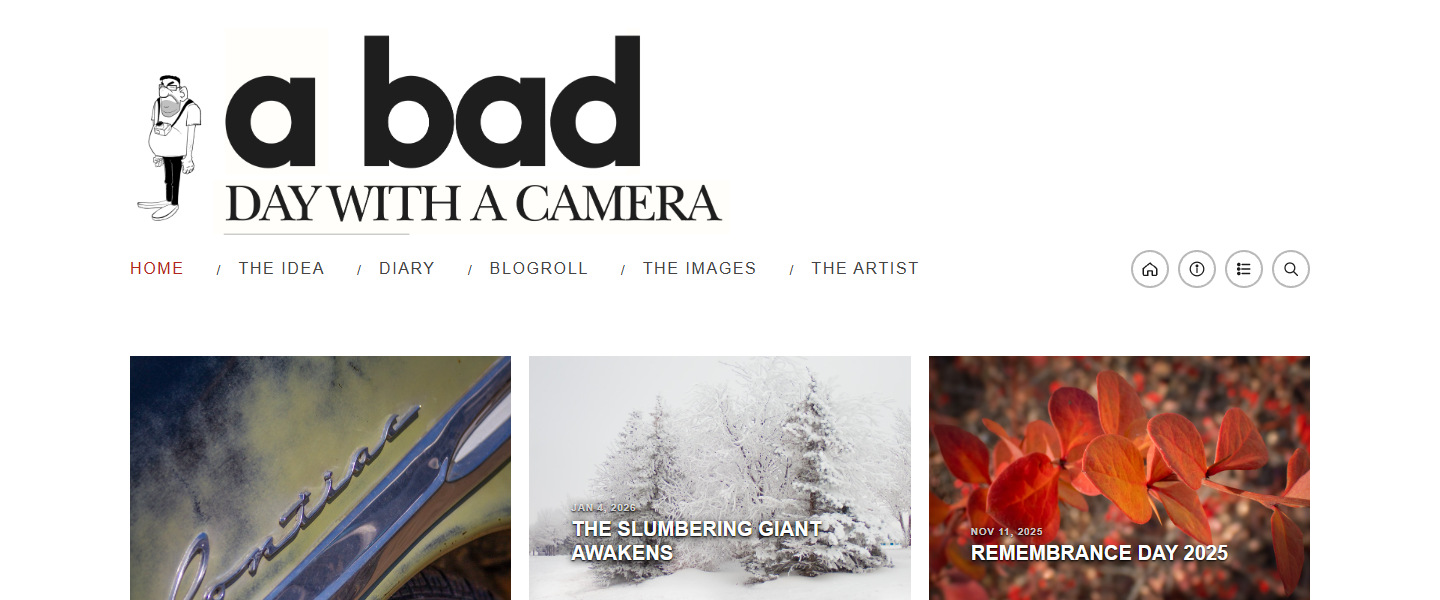 a bad
DAY WITH A CAMERA
HOME / THE IDEA / DIARY / BLOGROLL / THE IMAGES / THE ARTIST
Pontiac
JAN 4, 2026
THE SLUMBERING GIANT
AWAKENS
NOV 11, 2025
REMEMBRANCE DAY 2025